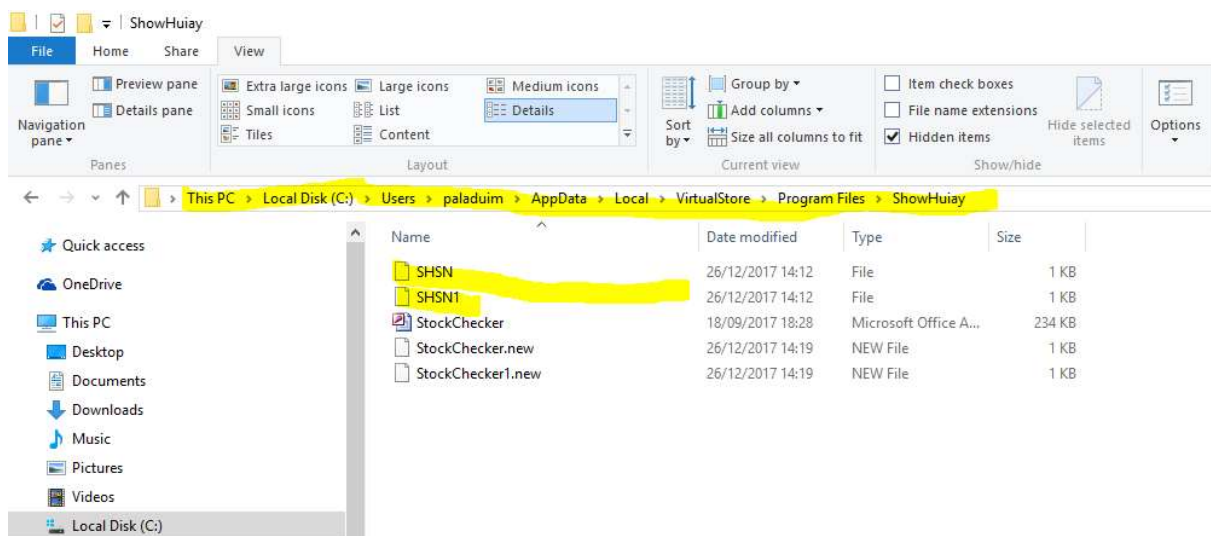 ShowHuiay
File Home Share View
Preview pane
Details pane
Navigation pane
Panes
Extra large icons Large icons Medium icons
Small icons List Details
Tiles Content
Layout
Sort by
Group by
Add columns
Size all columns to fit
Current view
Item check boxes
File name extensions
Hidden items
Hide selected items
Show/hide
Options
This PC > Local Disk (C:) > Users > paladuim > AppData > Local > VirtualStore > Program Files > ShowHuiay
Quick access
OneDrive
This PC
Desktop
Documents
Downloads
Music
Pictures
Videos
Local Disk (C:)
Name Date modified Type Size
SHSN 26/12/2017 14:12 File 1 KB
SHSN1 26/12/2017 14:12 File 1 KB
StockChecker 18/09/2017 18:28 Microsoft Office A... 234 KB
StockChecker.new 26/12/2017 14:19 NEW File 1 KB
StockChecker1.new 26/12/2017 14:19 NEW File 1 KB